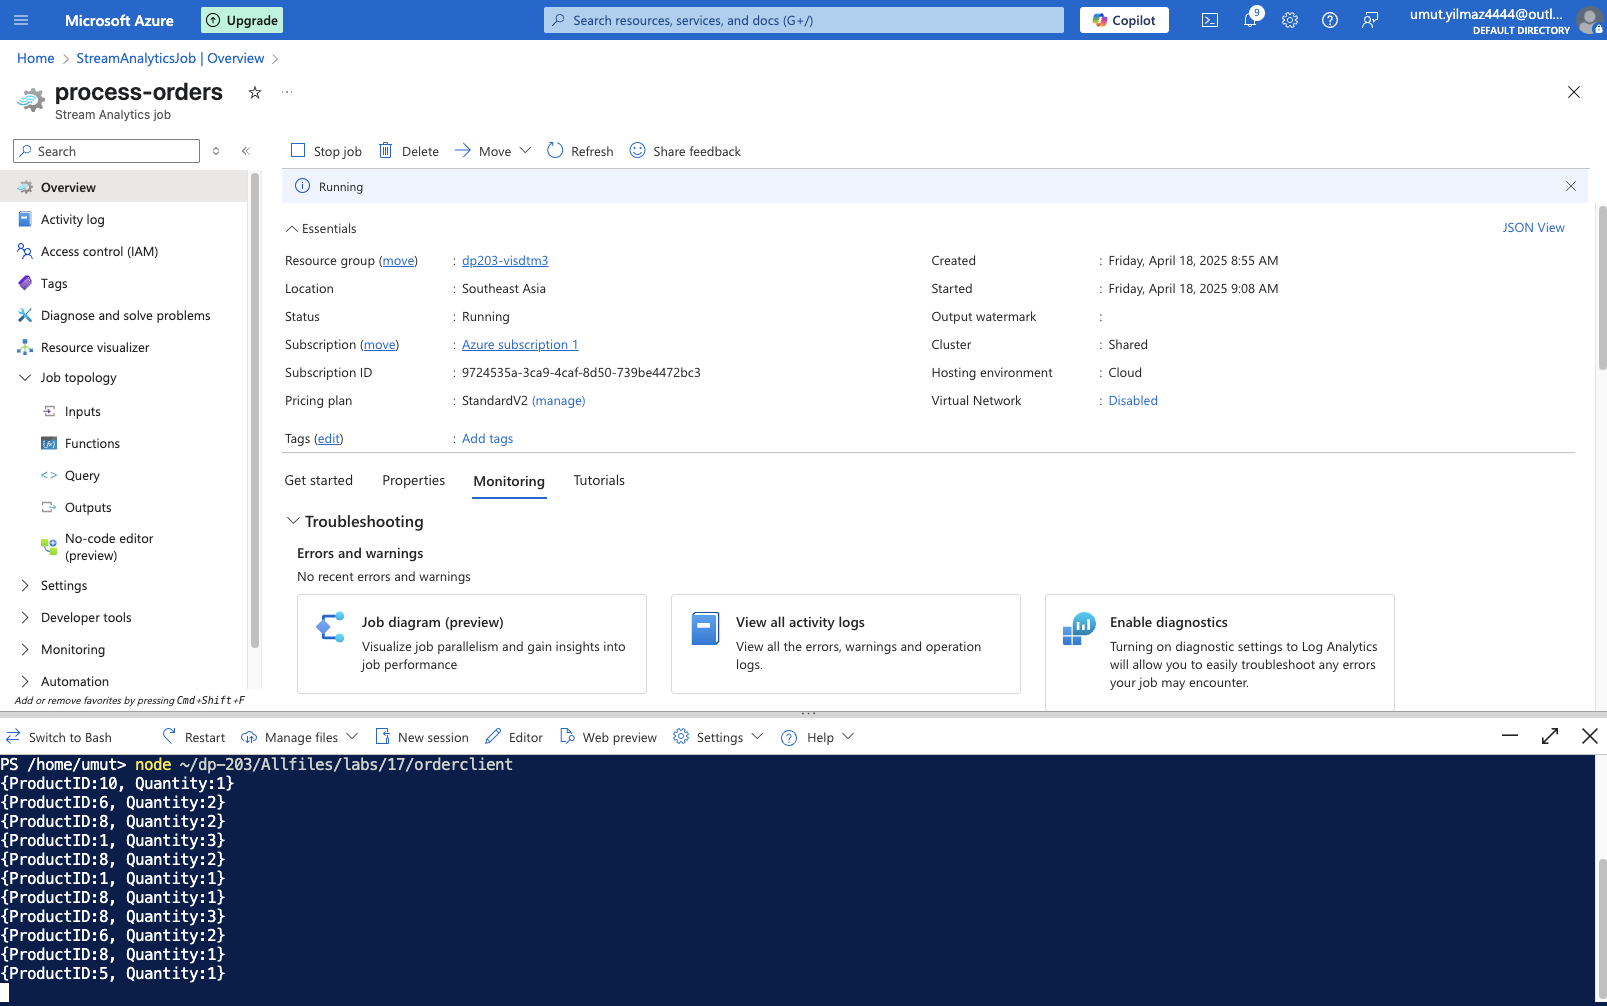 Microsoft Azure
Upgrade
Search resources, services, and docs (G+/)
Copilot
9
umut.yilmaz4444@outl...
DEFAULT DIRECTORY
Home > StreamAnalyticsJob | Overview >
process-orders
Stream Analytics job
Search
Stop job
Delete
Move
Refresh
Share feedback
Running
Overview
Activity log
Access control (IAM)
Tags
Diagnose and solve problems
Resource visualizer
Job topology
Inputs
Functions
Query
Outputs
No-code editor
(preview)
Settings
Developer tools
Monitoring
Automation
Add or remove favorites by pressing Cmd+Shift+F
Essentials
JSON View
Resource group (move) : dp203-visdtm3
Location : Southeast Asia
Status : Running
Subscription (move) : Azure subscription 1
Subscription ID : 9724535a-3ca9-4caf-8d50-739be4472bc3
Pricing plan : StandardV2 (manage)
Tags (edit) : Add tags
Created : Friday, April 18, 2025 8:55 AM
Started : Friday, April 18, 2025 9:08 AM
Output watermark :
Cluster : Shared
Hosting environment : Cloud
Virtual Network : Disabled
Get started
Properties
Monitoring
Tutorials
Troubleshooting
Errors and warnings
No recent errors and warnings
Job diagram (preview)
Visualize job parallelism and gain insights into
job performance
View all activity logs
View all the errors, warnings and operation
logs.
Enable diagnostics
Turning on diagnostic settings to Log Analytics
will allow you to easily troubleshoot any errors
your job may encounter.
Switch to Bash
Restart
Manage files
New session
Editor
Web preview
Settings
Help
PS /home/umut> node ~/dp-203/Allfiles/labs/17/orderclient
{ProductID:10, Quantity:1}
{ProductID:6, Quantity:2}
{ProductID:8, Quantity:2}
{ProductID:1, Quantity:3}
{ProductID:8, Quantity:2}
{ProductID:1, Quantity:1}
{ProductID:8, Quantity:1}
{ProductID:8, Quantity:3}
{ProductID:6, Quantity:2}
{ProductID:8, Quantity:1}
{ProductID:5, Quantity:1}